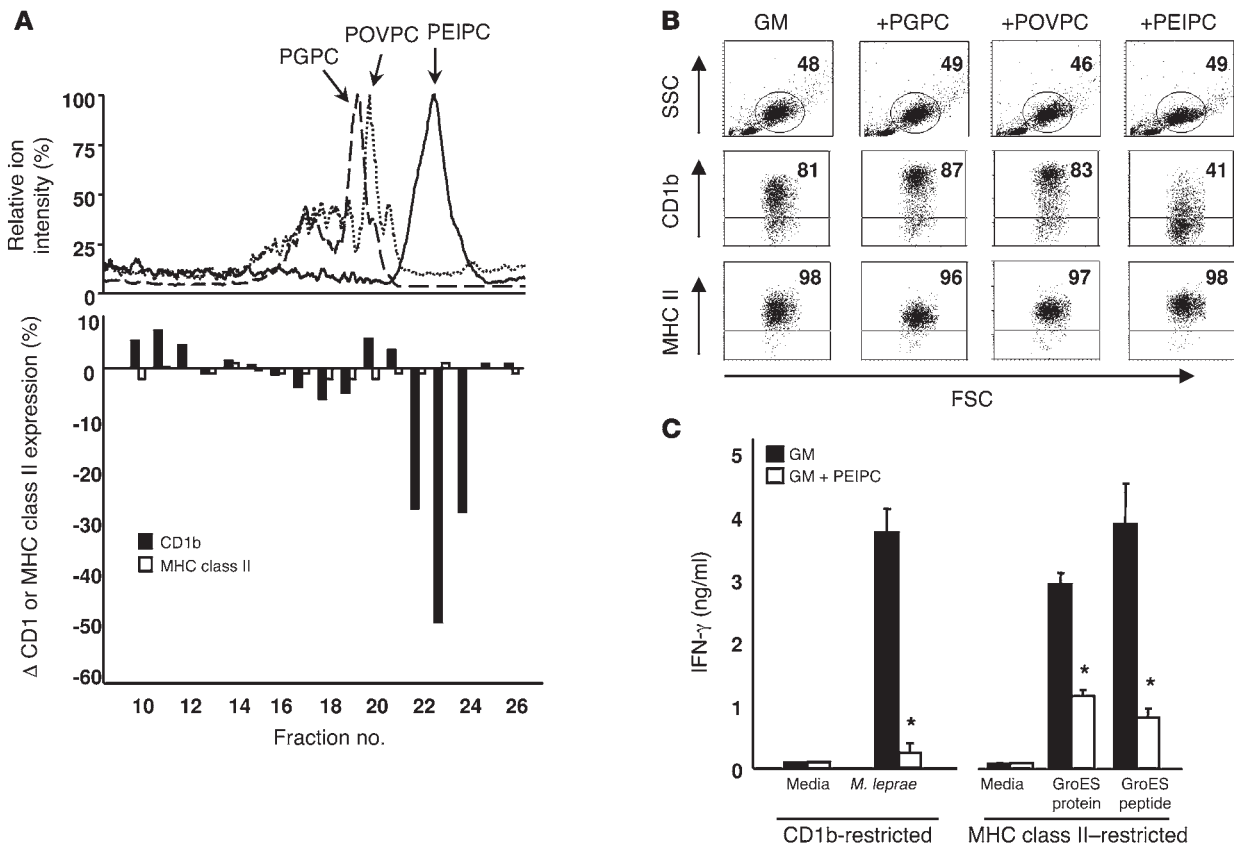 A
PGPC
POVPC
PEIPC
Relative ion
intensity (%)
100
75
50
25
0
Δ CD1 or MHC class II expression (%)
10
0
-10
-20
-30
-40
-50
-60
CD1b
MHC class II
10 12 14 16 18 20 22 24 26
Fraction no.
B
GM +PGPC +POVPC +PEIPC
SSC
48 49 46 49
CD1b
81 87 83 41
MHC II
98 96 97 98
FSC
C
IFN-γ (ng/ml)
5
4
3
2
1
0
GM
GM + PEIPC
*
*
*
Media M. leprae Media GroES protein GroES peptide
CD1b-restricted MHC class II–restricted